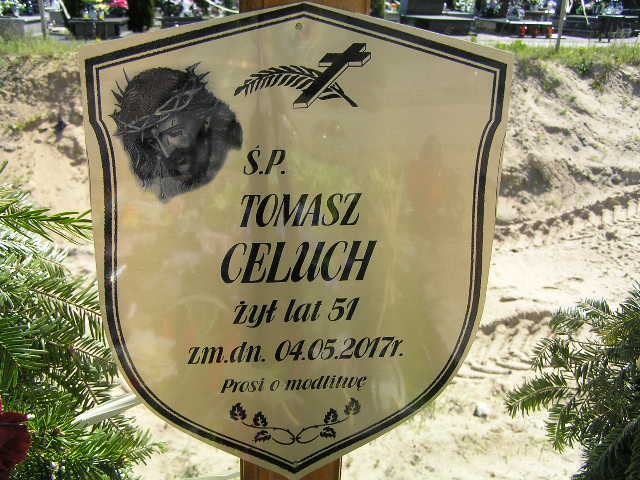 Ś.P.
TOMASZ
CELUCH
żył lat 51
zm.dn. 04.05.2017r.
Prosi o modlitwę